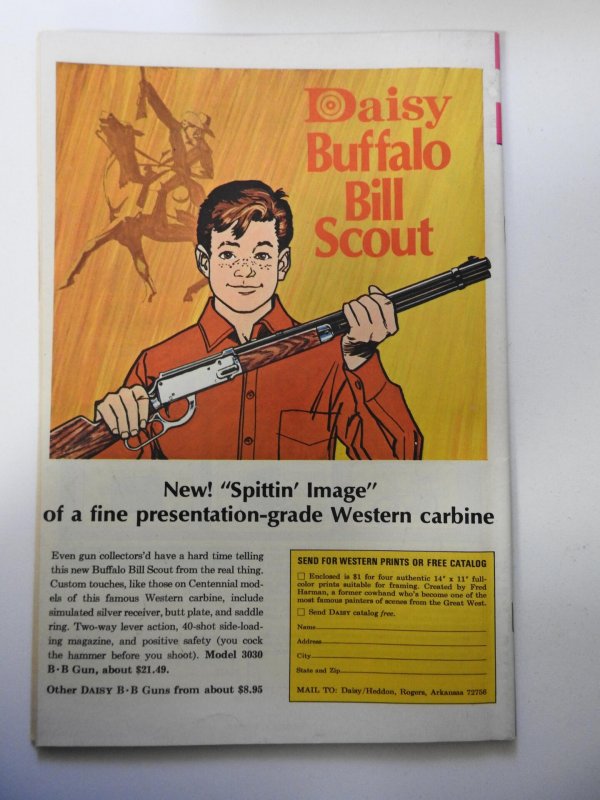 Daisy
Buffalo
Bill
Scout
New! “Spittin’ Image”
of a fine presentation-grade Western carbine
Even gun collectors'd have a hard time telling
this new Buffalo Bill Scout from the real thing.
Custom touches, like those on Centennial mod-
els of this famous Western carbine, include
simulated silver receiver, butt plate, and saddle
ring. Two-way lever action, 40-shot side-load-
ing magazine, and positive safety (you cock
the hammer before you shoot). Model 3030
B·B Gun, about $21.49.
Other DAISY B·B Guns from about $8.95
SEND FOR WESTERN PRINTS OR FREE CATALOG
☐ Enclosed is $1 for four authentic 14" x 11" full-
color prints suitable for framing. Created by Fred
Harman, a former cowhand who's become one of the
most famous painters of scenes from the Great West.
☐ Send DAISY catalog free.
Name
Address
City
State and Zip
MAIL TO: Daisy/Heddon, Rogers, Arkansas 72756